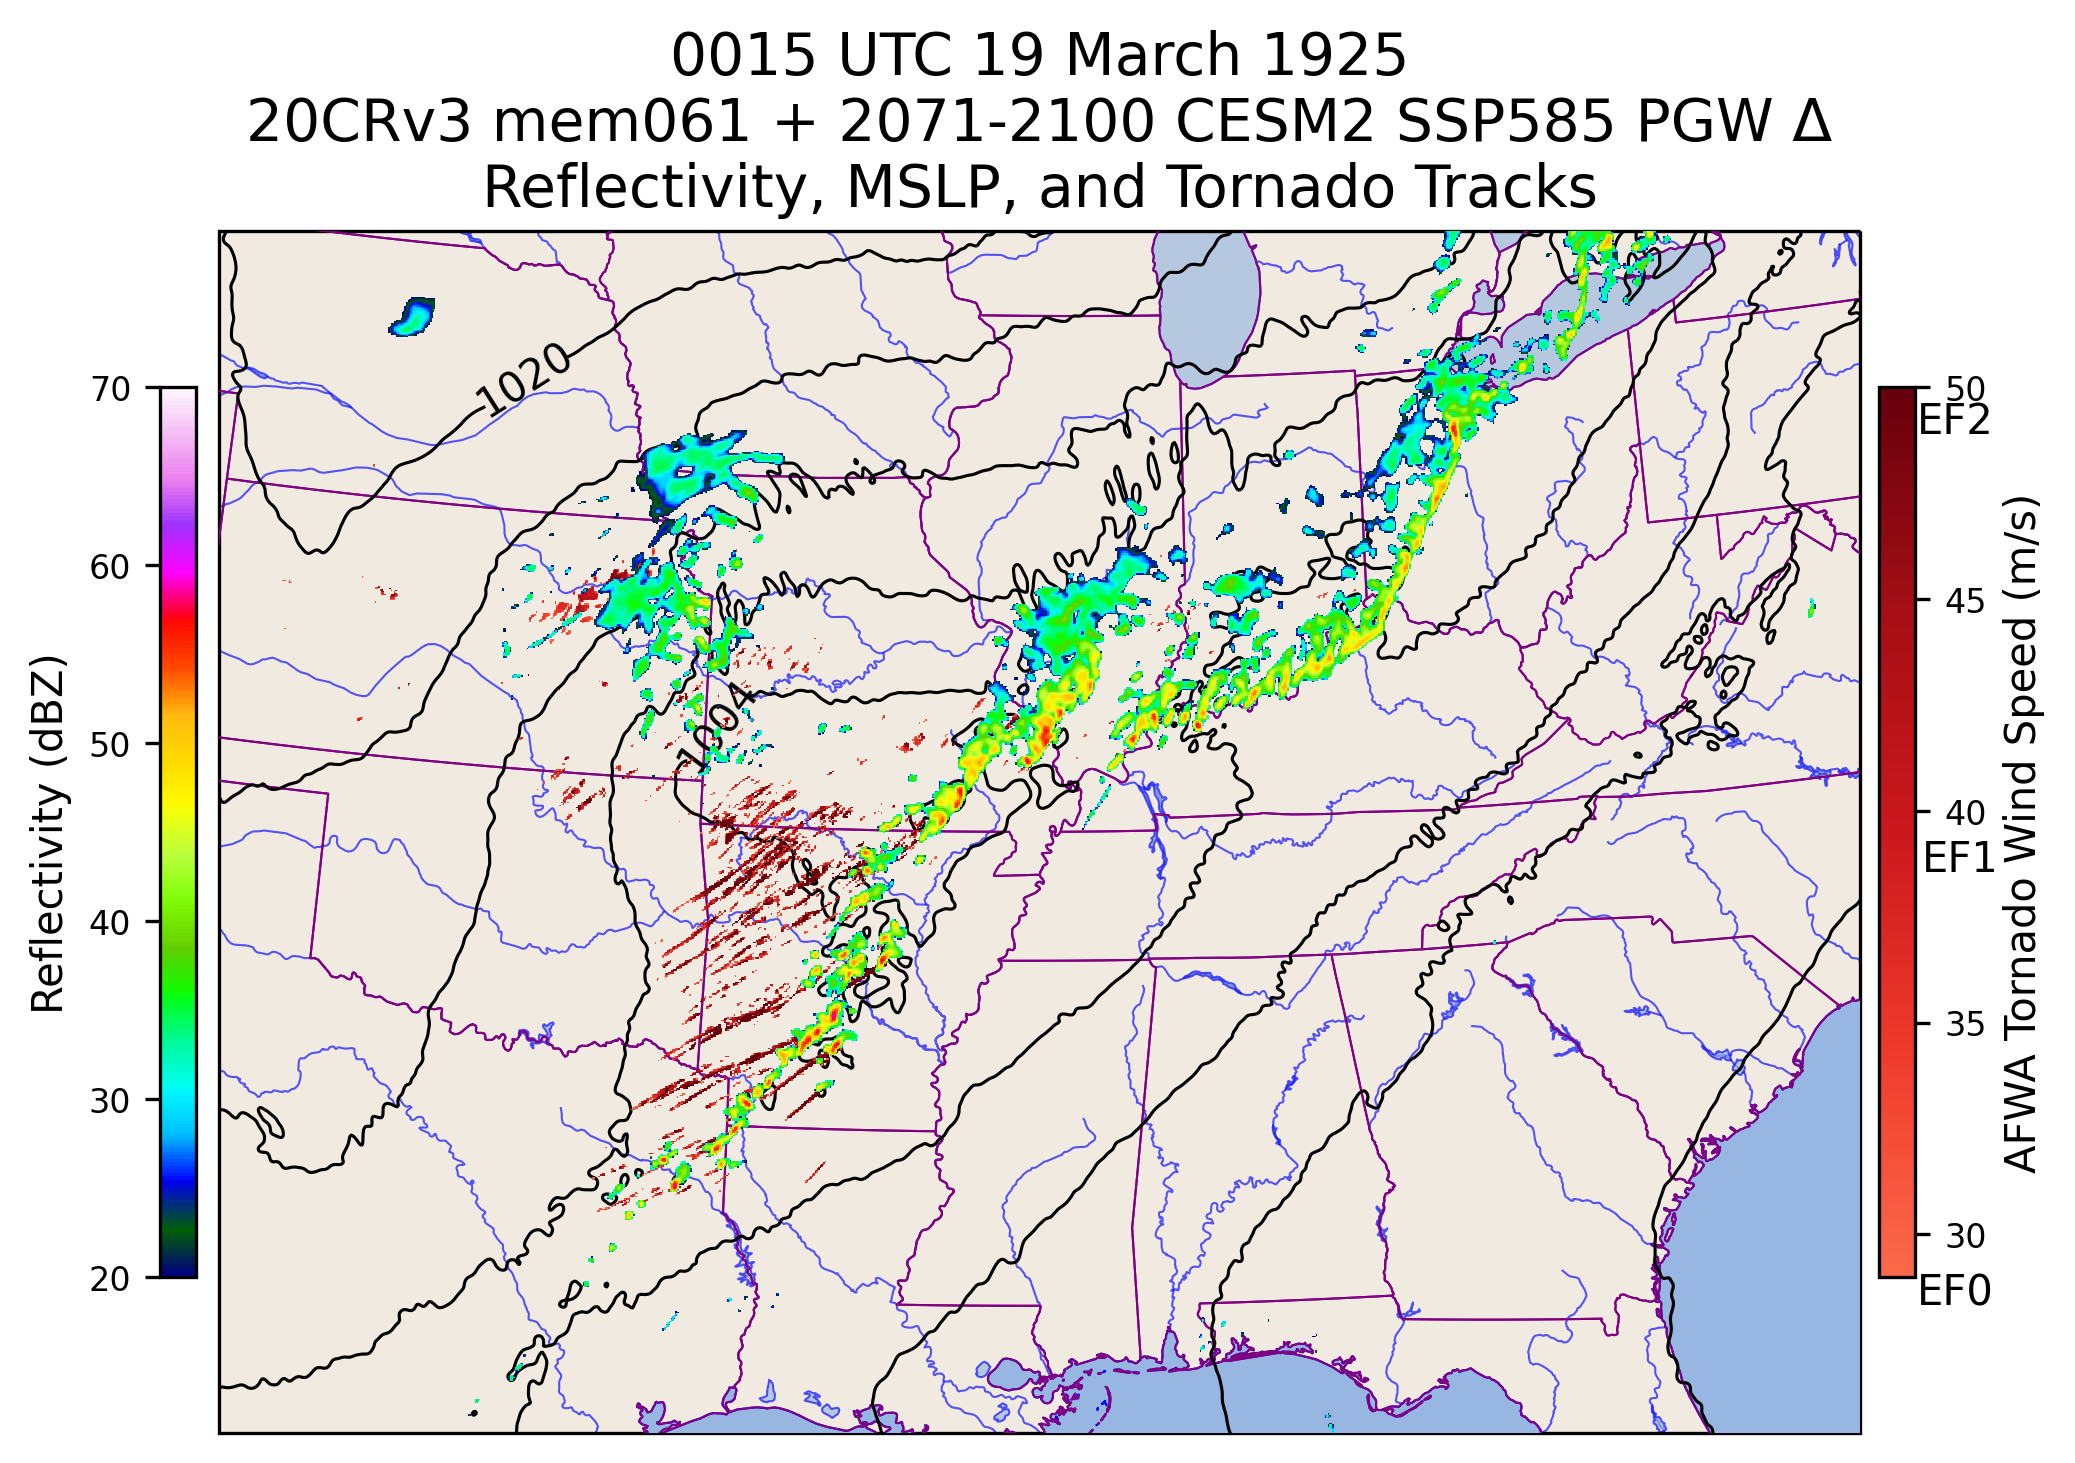 0015 UTC 19 March 1925
20CRv3 mem061 + 2071-2100 CESM2 SSP585 PGW Δ
Reflectivity, MSLP, and Tornado Tracks
1020
1004
70
60
50
40
30
20
Reflectivity (dBZ)
50
EF2
45
40
EF1
35
30
EF0
AFWA Tornado Wind Speed (m/s)